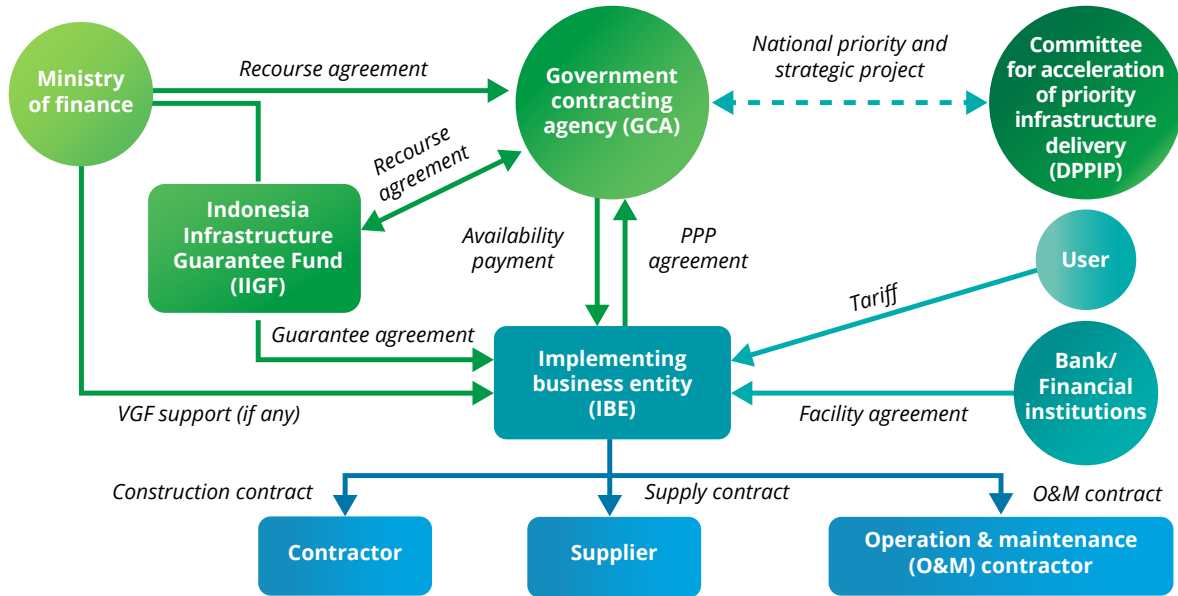 Ministry
of finance
Recourse agreement
Government
contracting
agency (GCA)
National priority and
strategic project
Committee
for acceleration
of priority
infrastructure
delivery
(DPPIP)
Recourse
agreement
Indonesia
Infrastructure
Guarantee Fund
(IIGF)
Availability
payment
PPP
agreement
User
Tariff
Guarantee agreement
Implementing
business entity
(IBE)
Bank/
Financial
institutions
VGF support (if any)
Facility agreement
Construction contract
Supply contract
O&M contract
Contractor
Supplier
Operation & maintenance
(O&M) contractor